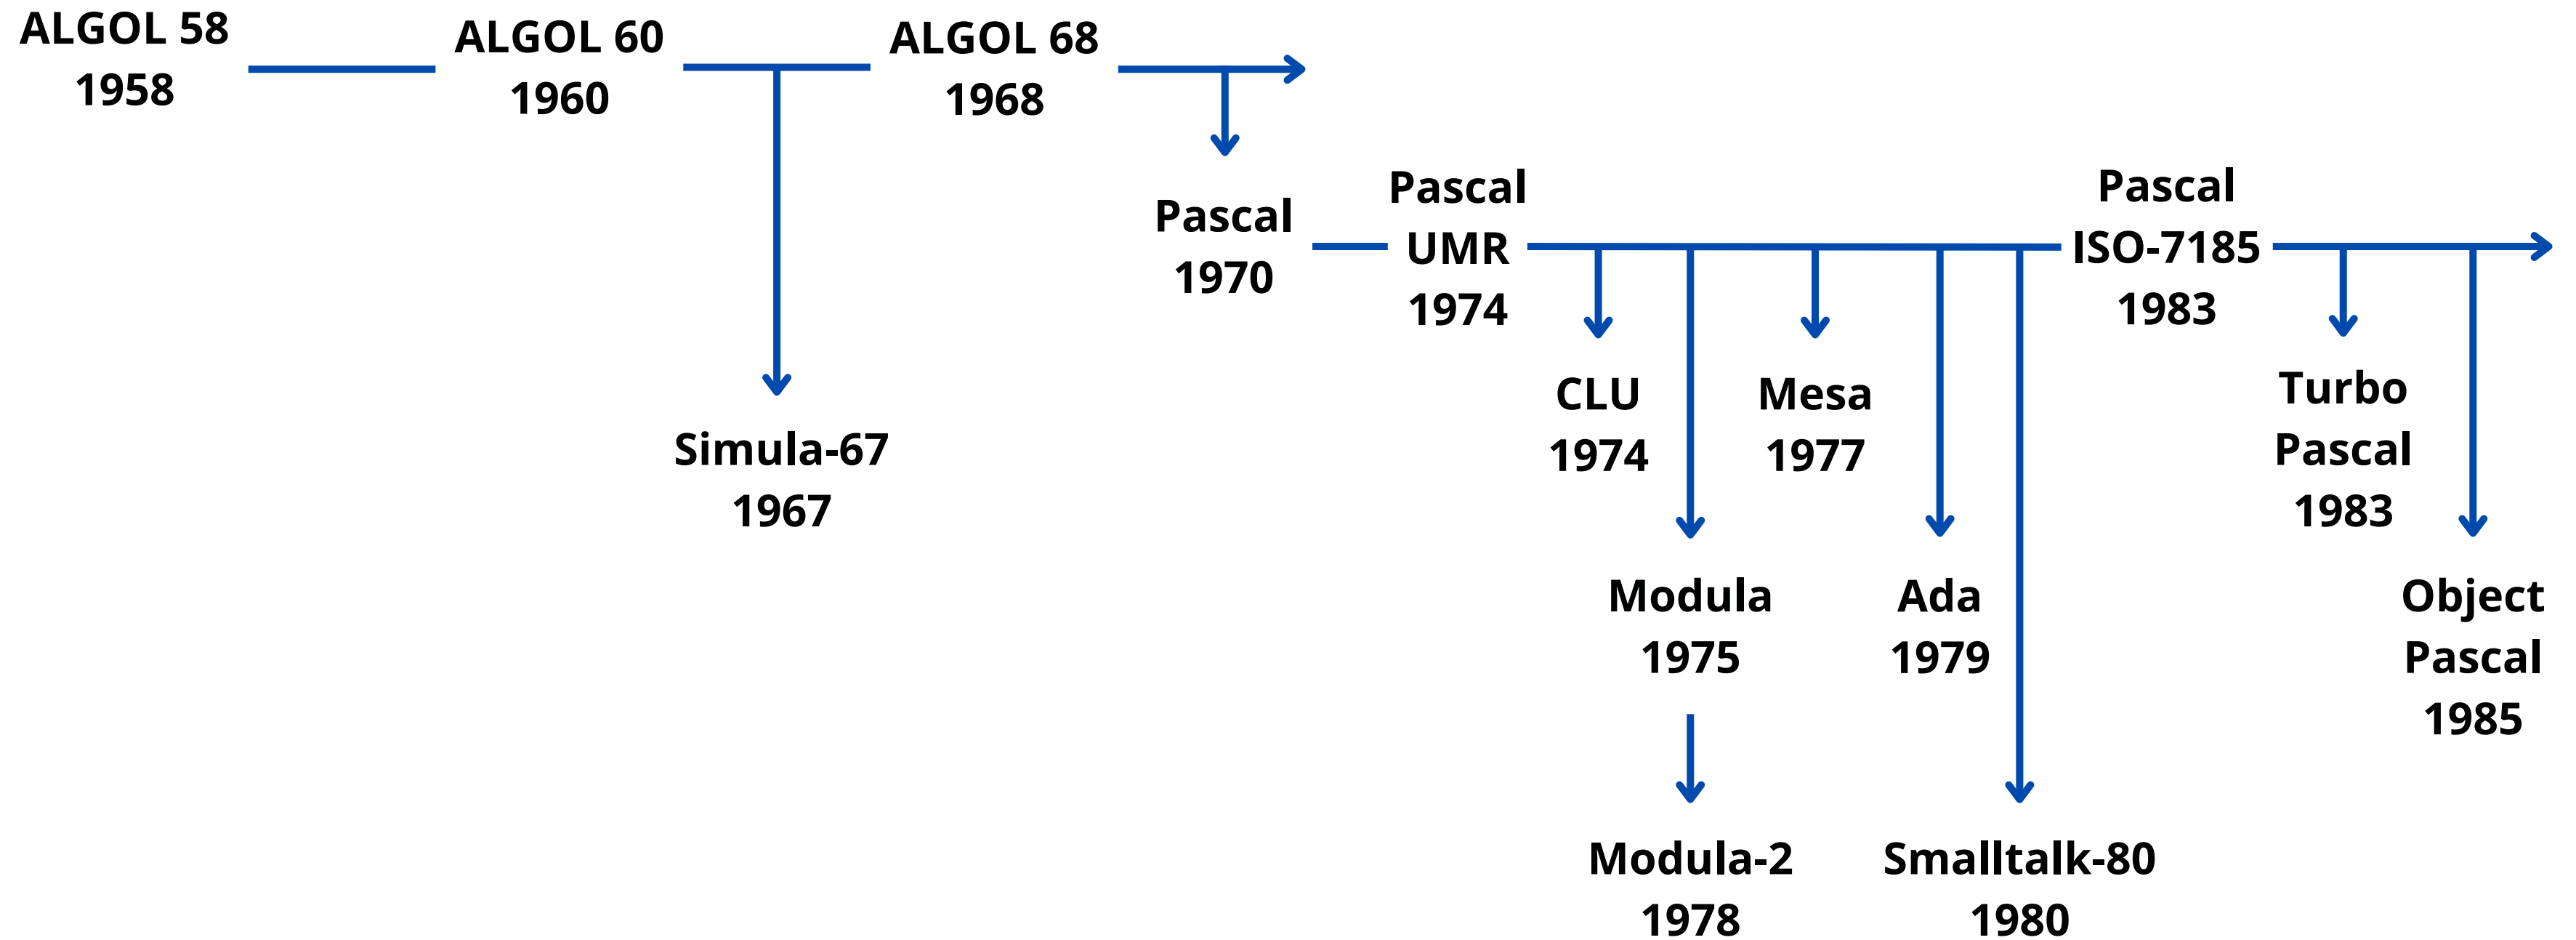 ALGOL 58
1958
ALGOL 60
1960
ALGOL 68
1968
Pascal
1970
Pascal
UMR
1974
Pascal
ISO-7185
1983
Simula-67
1967
CLU
1974
Mesa
1977
Turbo
Pascal
1983
Modula
1975
Ada
1979
Object
Pascal
1985
Modula-2
1978
Smalltalk-80
1980